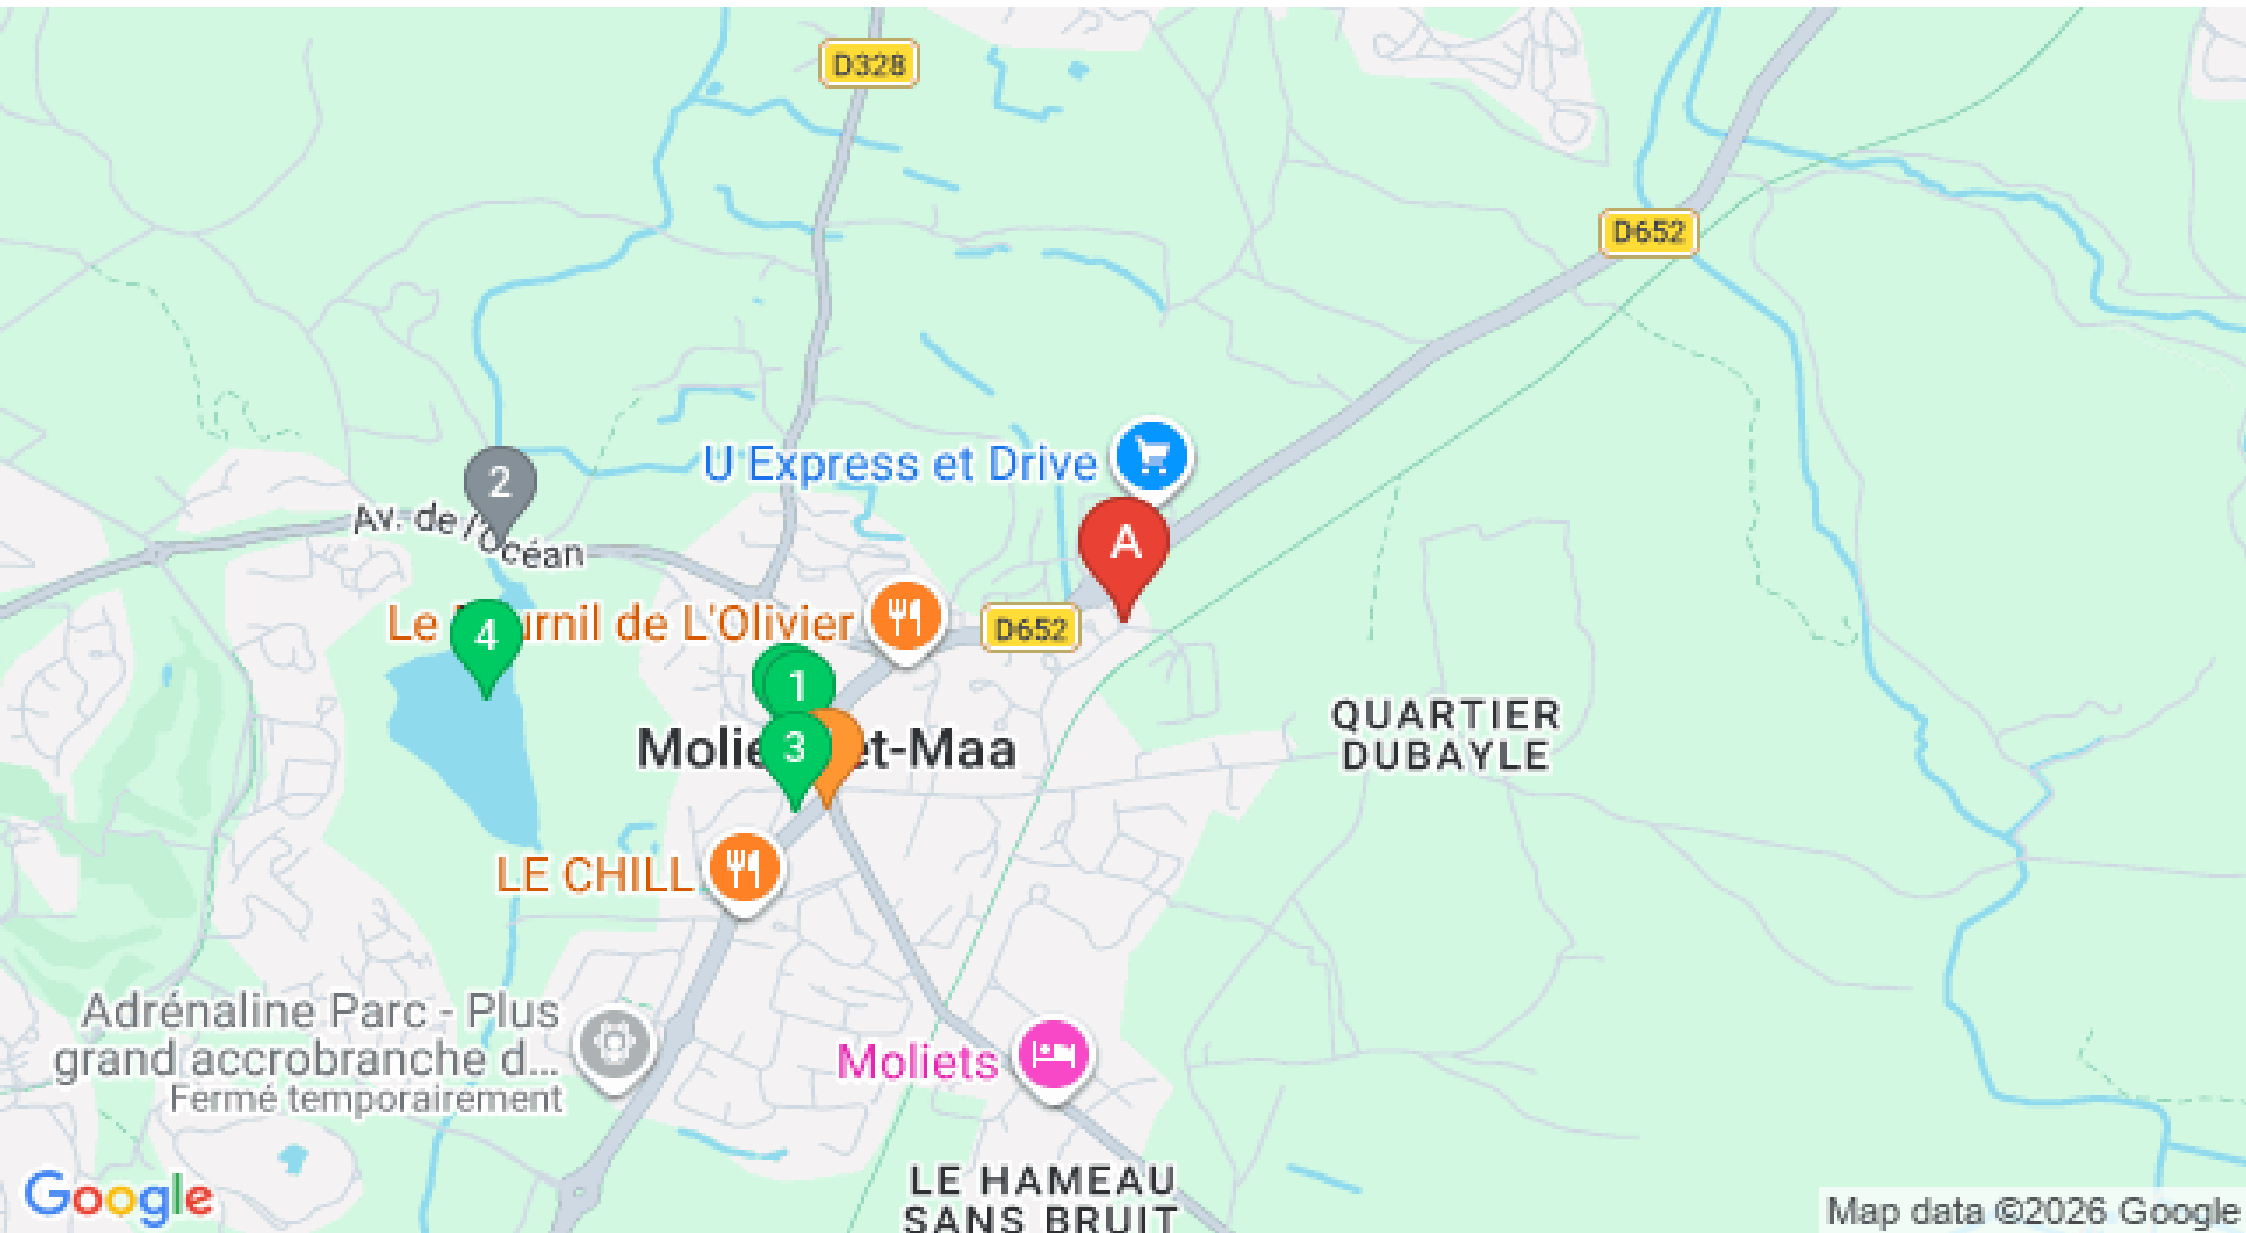 D328
D652
U Express et Drive
A
2
Av. de l'Océan
Le urnil de L'Olivier
D652
4
1
QUARTIER
DUBAYLE
Molie et-Maa
3
LE CHILL
Adrénaline Parc - Plus
grand accrobranche d...
Fermé temporairement
Moliets
LE HAMEAU
SANS BRUIT
Google
Map data ©2026 Google